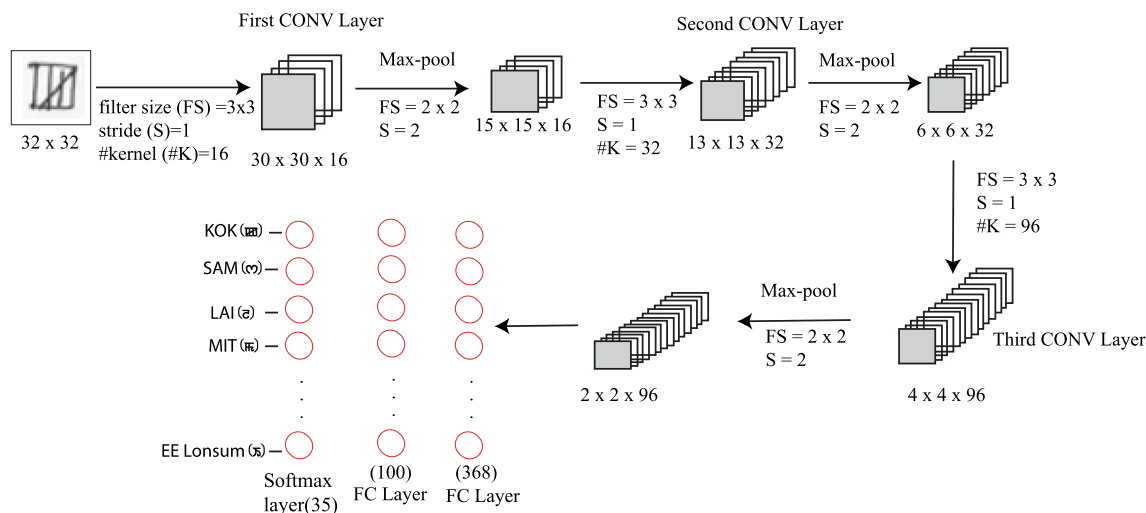 First CONV Layer
Second CONV Layer
Max-pool
Max-pool
filter size (FS) =3x3
stride (S)=1
#kernel (#K)=16
FS = 2 x 2
S = 2
FS = 3 x 3
S = 1
#K = 32
FS = 2 x 2
S = 2
32 x 32
30 x 30 x 16
15 x 15 x 16
13 x 13 x 32
6 x 6 x 32
FS = 3 x 3
S = 1
#K = 96
KOK (ꯀ)
SAM (ꯁ)
LAI (ꯂ)
MIT (ꯃ)
EE Lonsum (ꯢ)
Max-pool
FS = 2 x 2
S = 2
Third CONV Layer
2 x 2 x 96
4 x 4 x 96
Softmax
layer(35)
(100)
FC Layer
(368)
FC Layer